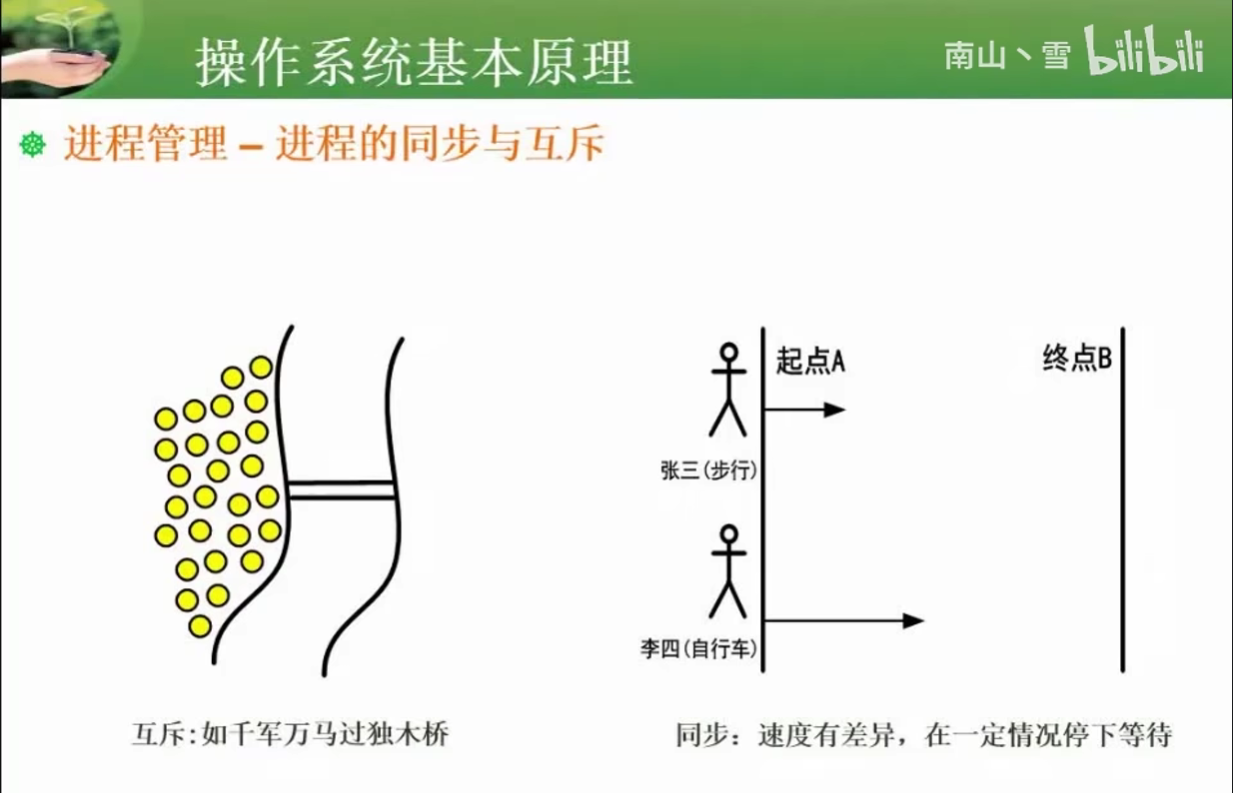 操作系统基本原理
南山丶雪 bilibili
进程管理 – 进程的同步与互斥
起点A
终点B
张三(步行)
李四(自行车)
互斥:如千军万马过独木桥
同步：速度有差异，在一定情况停下等待